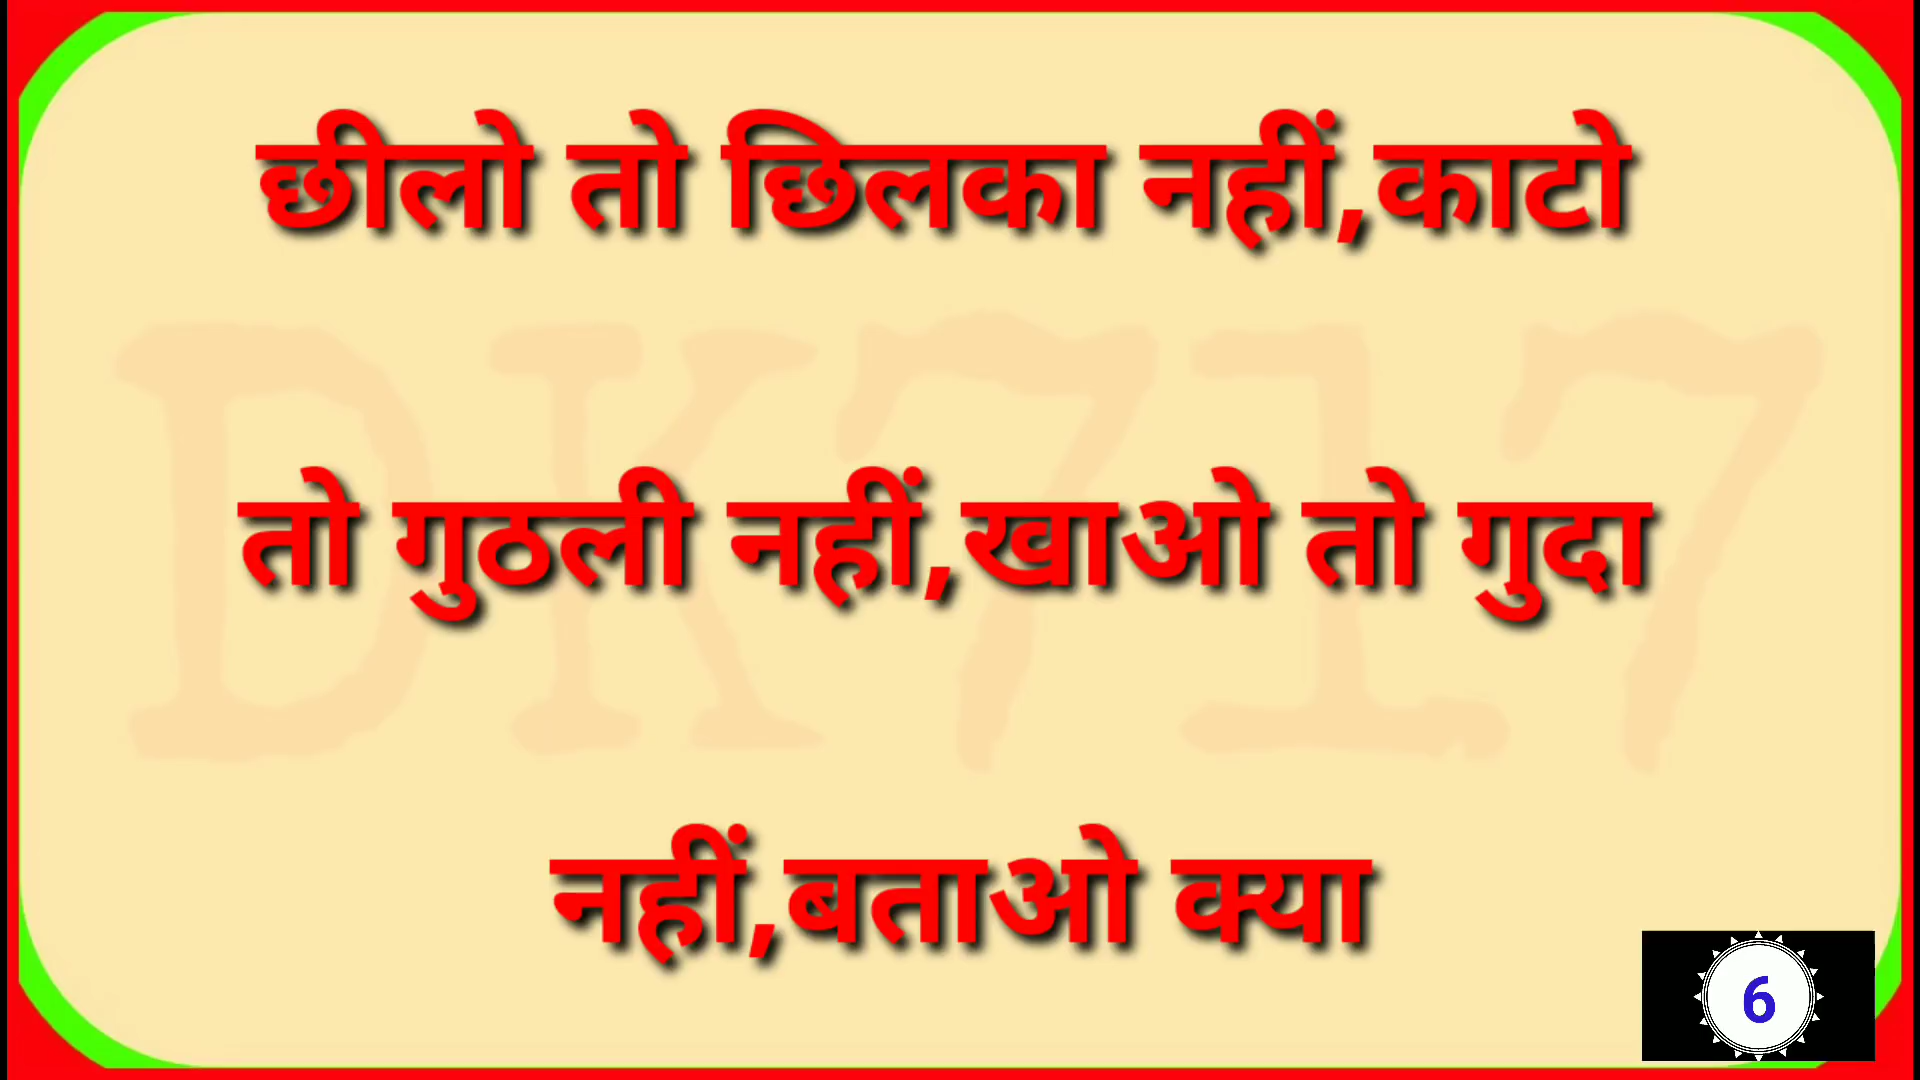 छीलो तो छिलका नहीं,काटो
तो गुठली नहीं,खाओ तो गुदा
नहीं,बताओ क्या
DK717
6